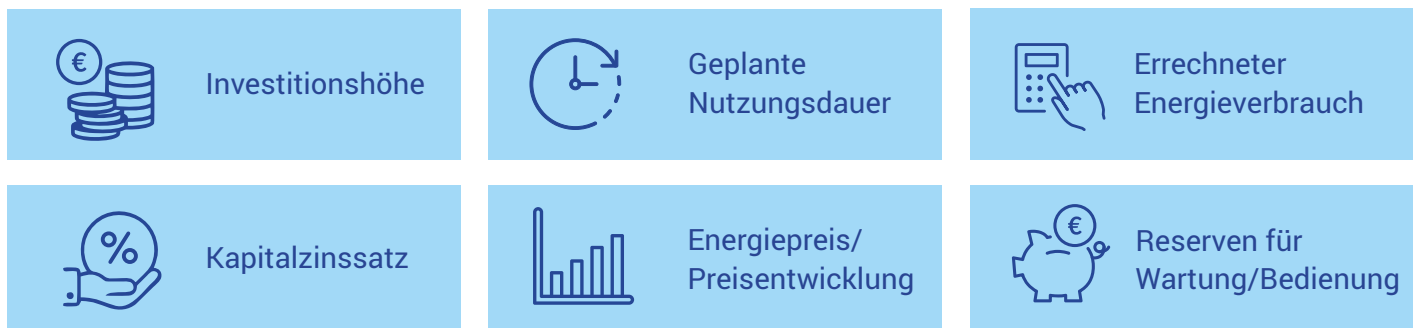 €
Investitionshöhe
Geplante
Nutzungsdauer
Errechneter
Energieverbrauch
%
Kapitalzinssatz
Energiepreis/
Preisentwicklung
€
Reserven für
Wartung/Bedienung